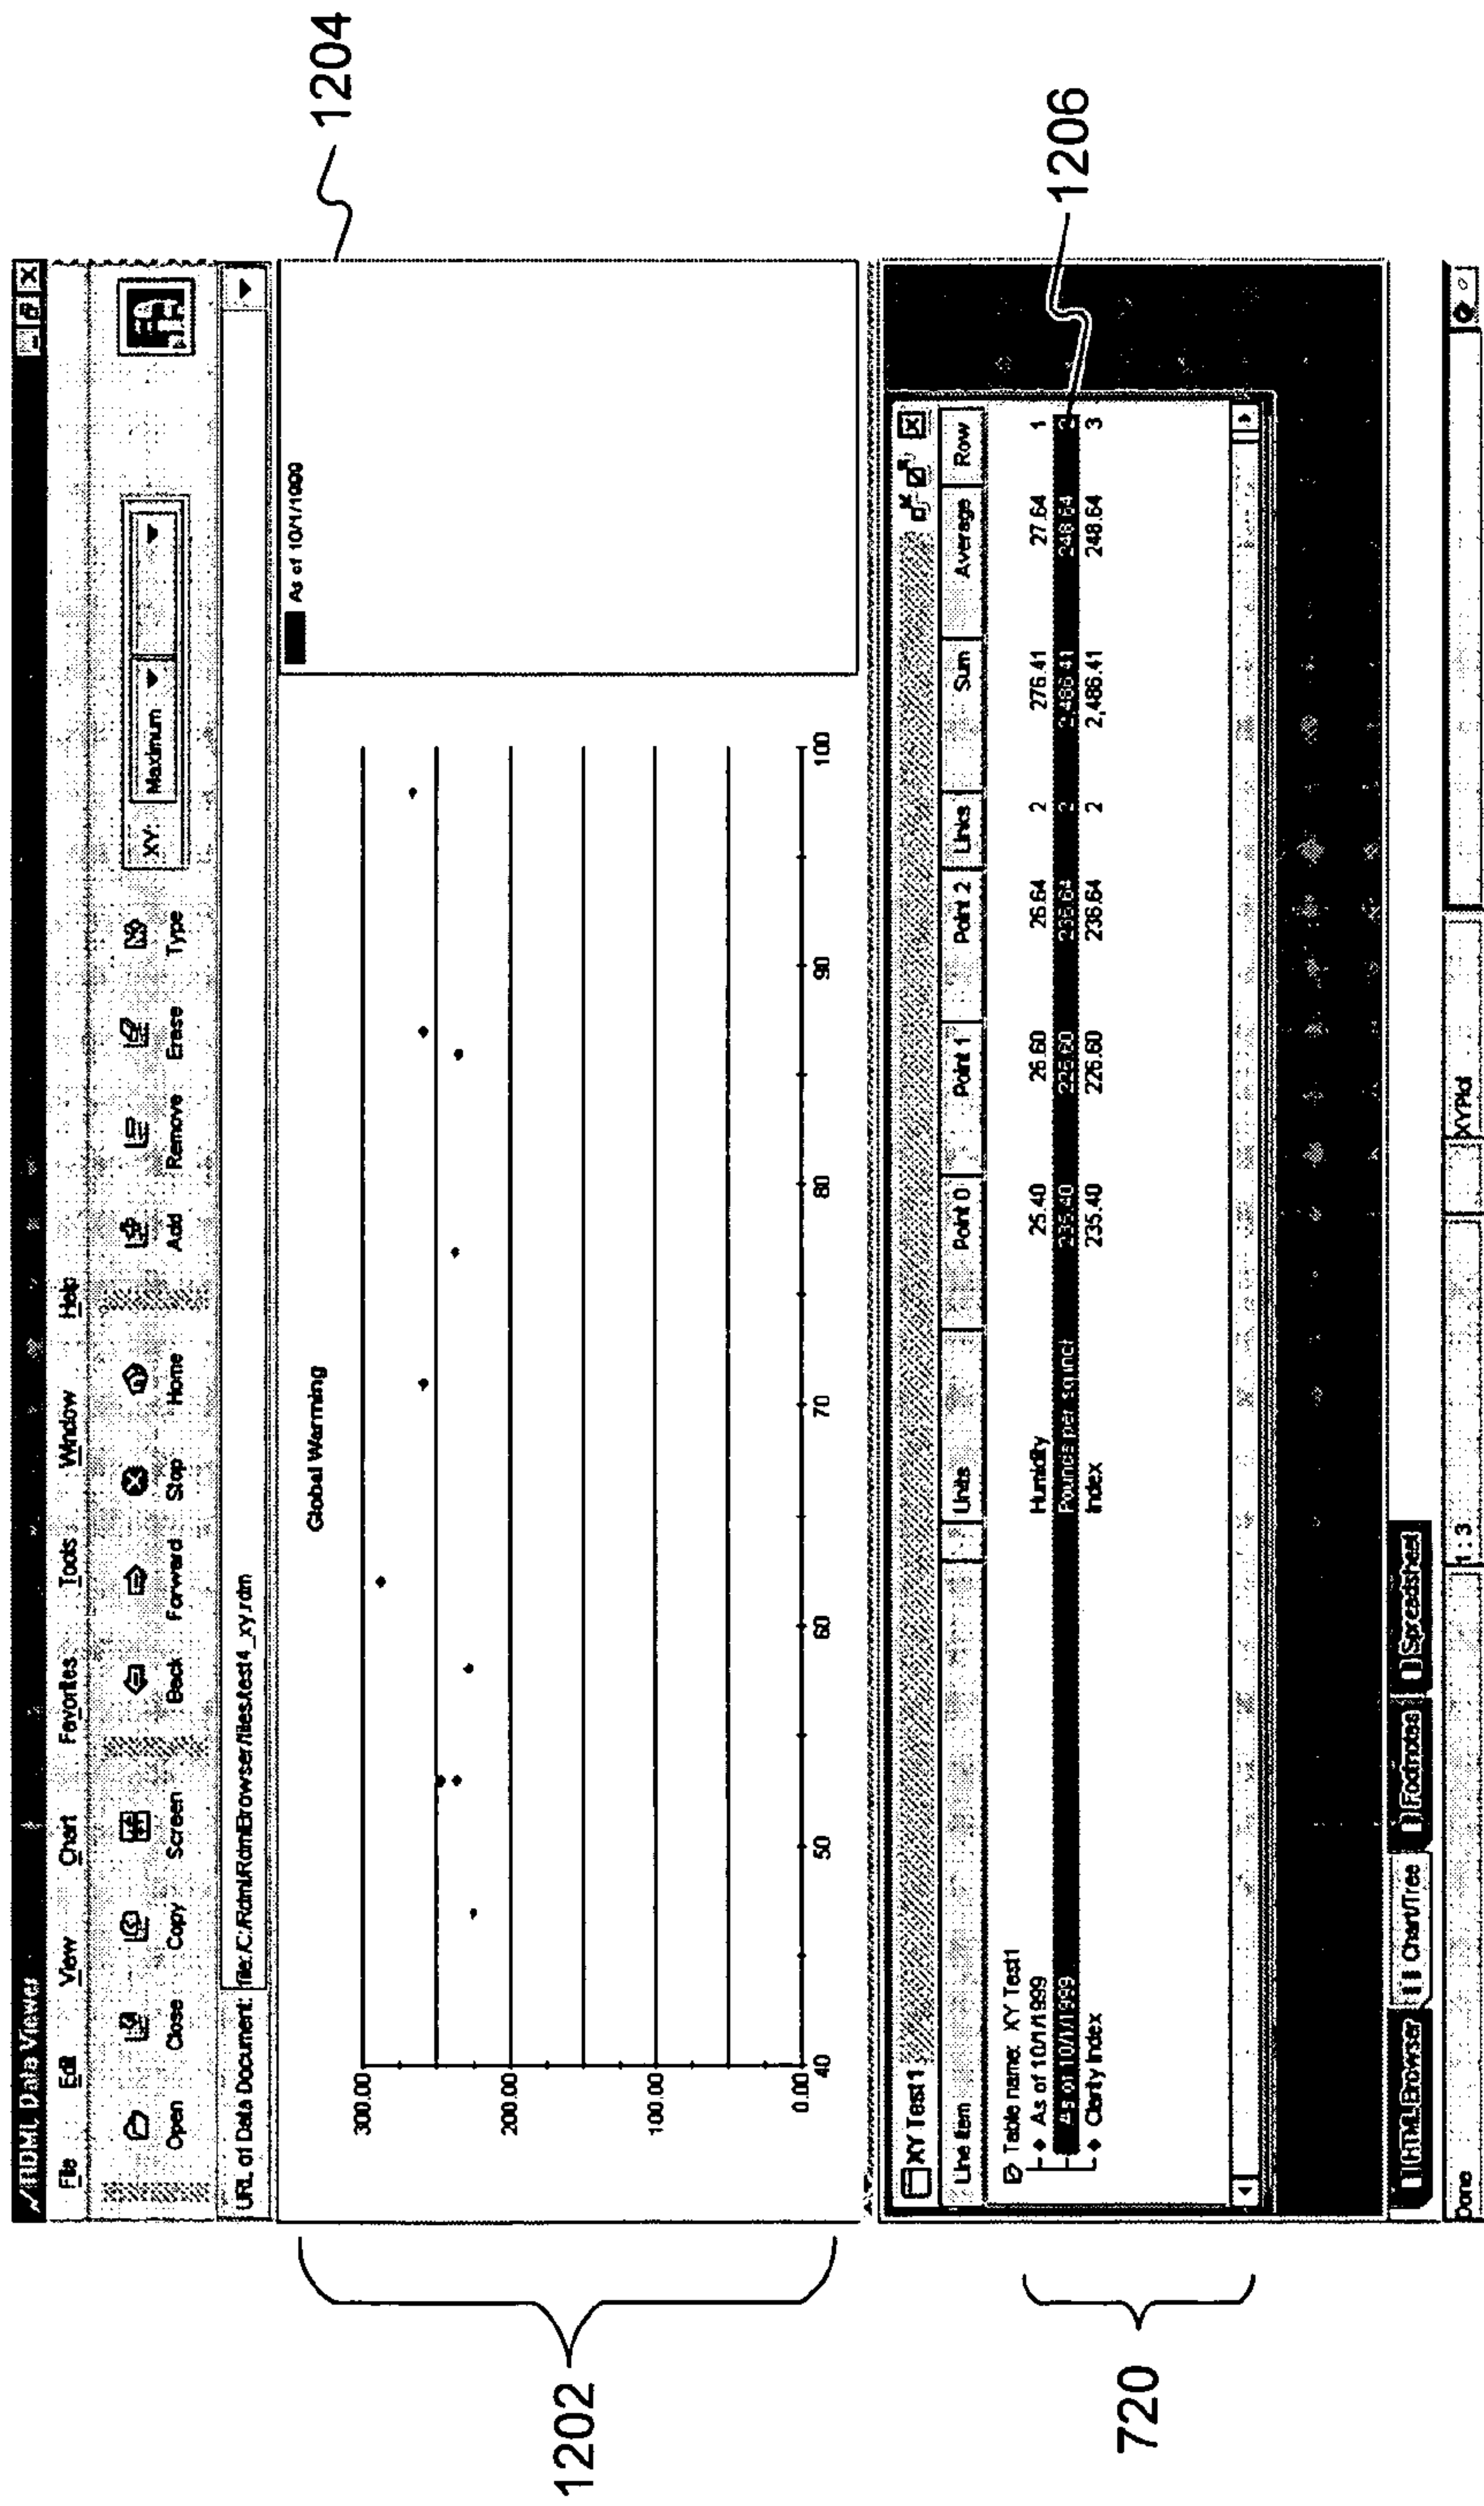 RDML Data Viewer
File Edit View Chart Favorites Tools Window Help
Open Close Copy Screen Back Forward Stop Home Add Remove Erase Type
XY: Maximum
URL of Data Document: file:/C:/Rdml/RdmlBrowser/files/test4_xy.rdm
1204
Global Warming
As of 10/1/1999
300.00
200.00
100.00
0.00
40 50 60 70 80 90 100
1202
XY Test1
Line Item Units Point 0 Point 1 Point 2 Links Sum Average Row
Table name: XY Test1
As of 10/1/1999 Humidity 25.40 26.60 26.64 2 276.41 27.64 1
As of 10/1/1999 Pounds per sq inch 235.40 226.60 236.64 2 2,486.41 248.64 2
Clarity Index Index 235.40 226.60 236.64 2 2,486.41 248.64 3
1206
720
HTML Browser Chart/Tree Footnotes Spreadsheet
Done 1 : 3 XYPlot